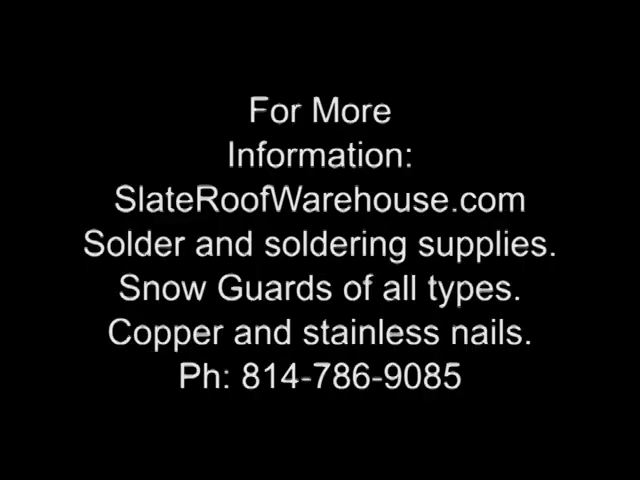 For More
Information:
SlateRoofWarehouse.com
Solder and soldering supplies.
Snow Guards of all types.
Copper and stainless nails.
Ph: 814-786-9085